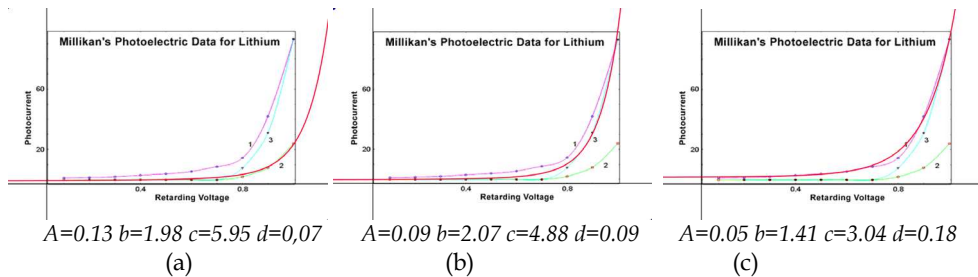 Millikan's Photoelectric Data for Lithium
60
Photocurrent
20
1
3
2
0.4
0.8
Retarding Voltage
A=0.13 b=1.98 c=5.95 d=0,07
(a)
Millikan's Photoelectric Data for Lithium
60
Photocurrent
20
1
3
2
0.4
0.8
Retarding Voltage
A=0.09 b=2.07 c=4.88 d=0.09
(b)
Millikan's Photoelectric Data for Lithium
60
Photocurrent
20
1
3
2
0.4
0.8
Retarding Voltage
A=0.05 b=1.41 c=3.04 d=0.18
(c)